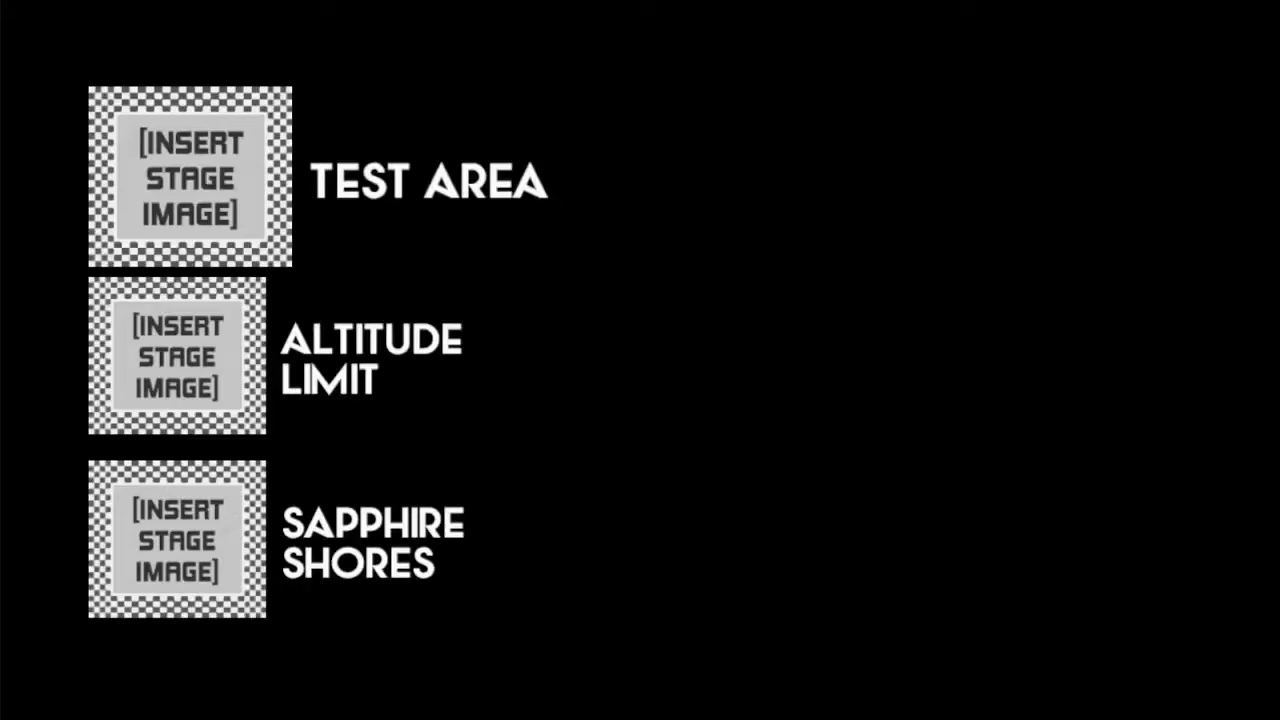 [INSERT
STAGE
IMAGE]
TEST AREA
[INSERT
STAGE
IMAGE]
ALTITUDE
LIMIT
[INSERT
STAGE
IMAGE]
SAPPHIRE
SHORES